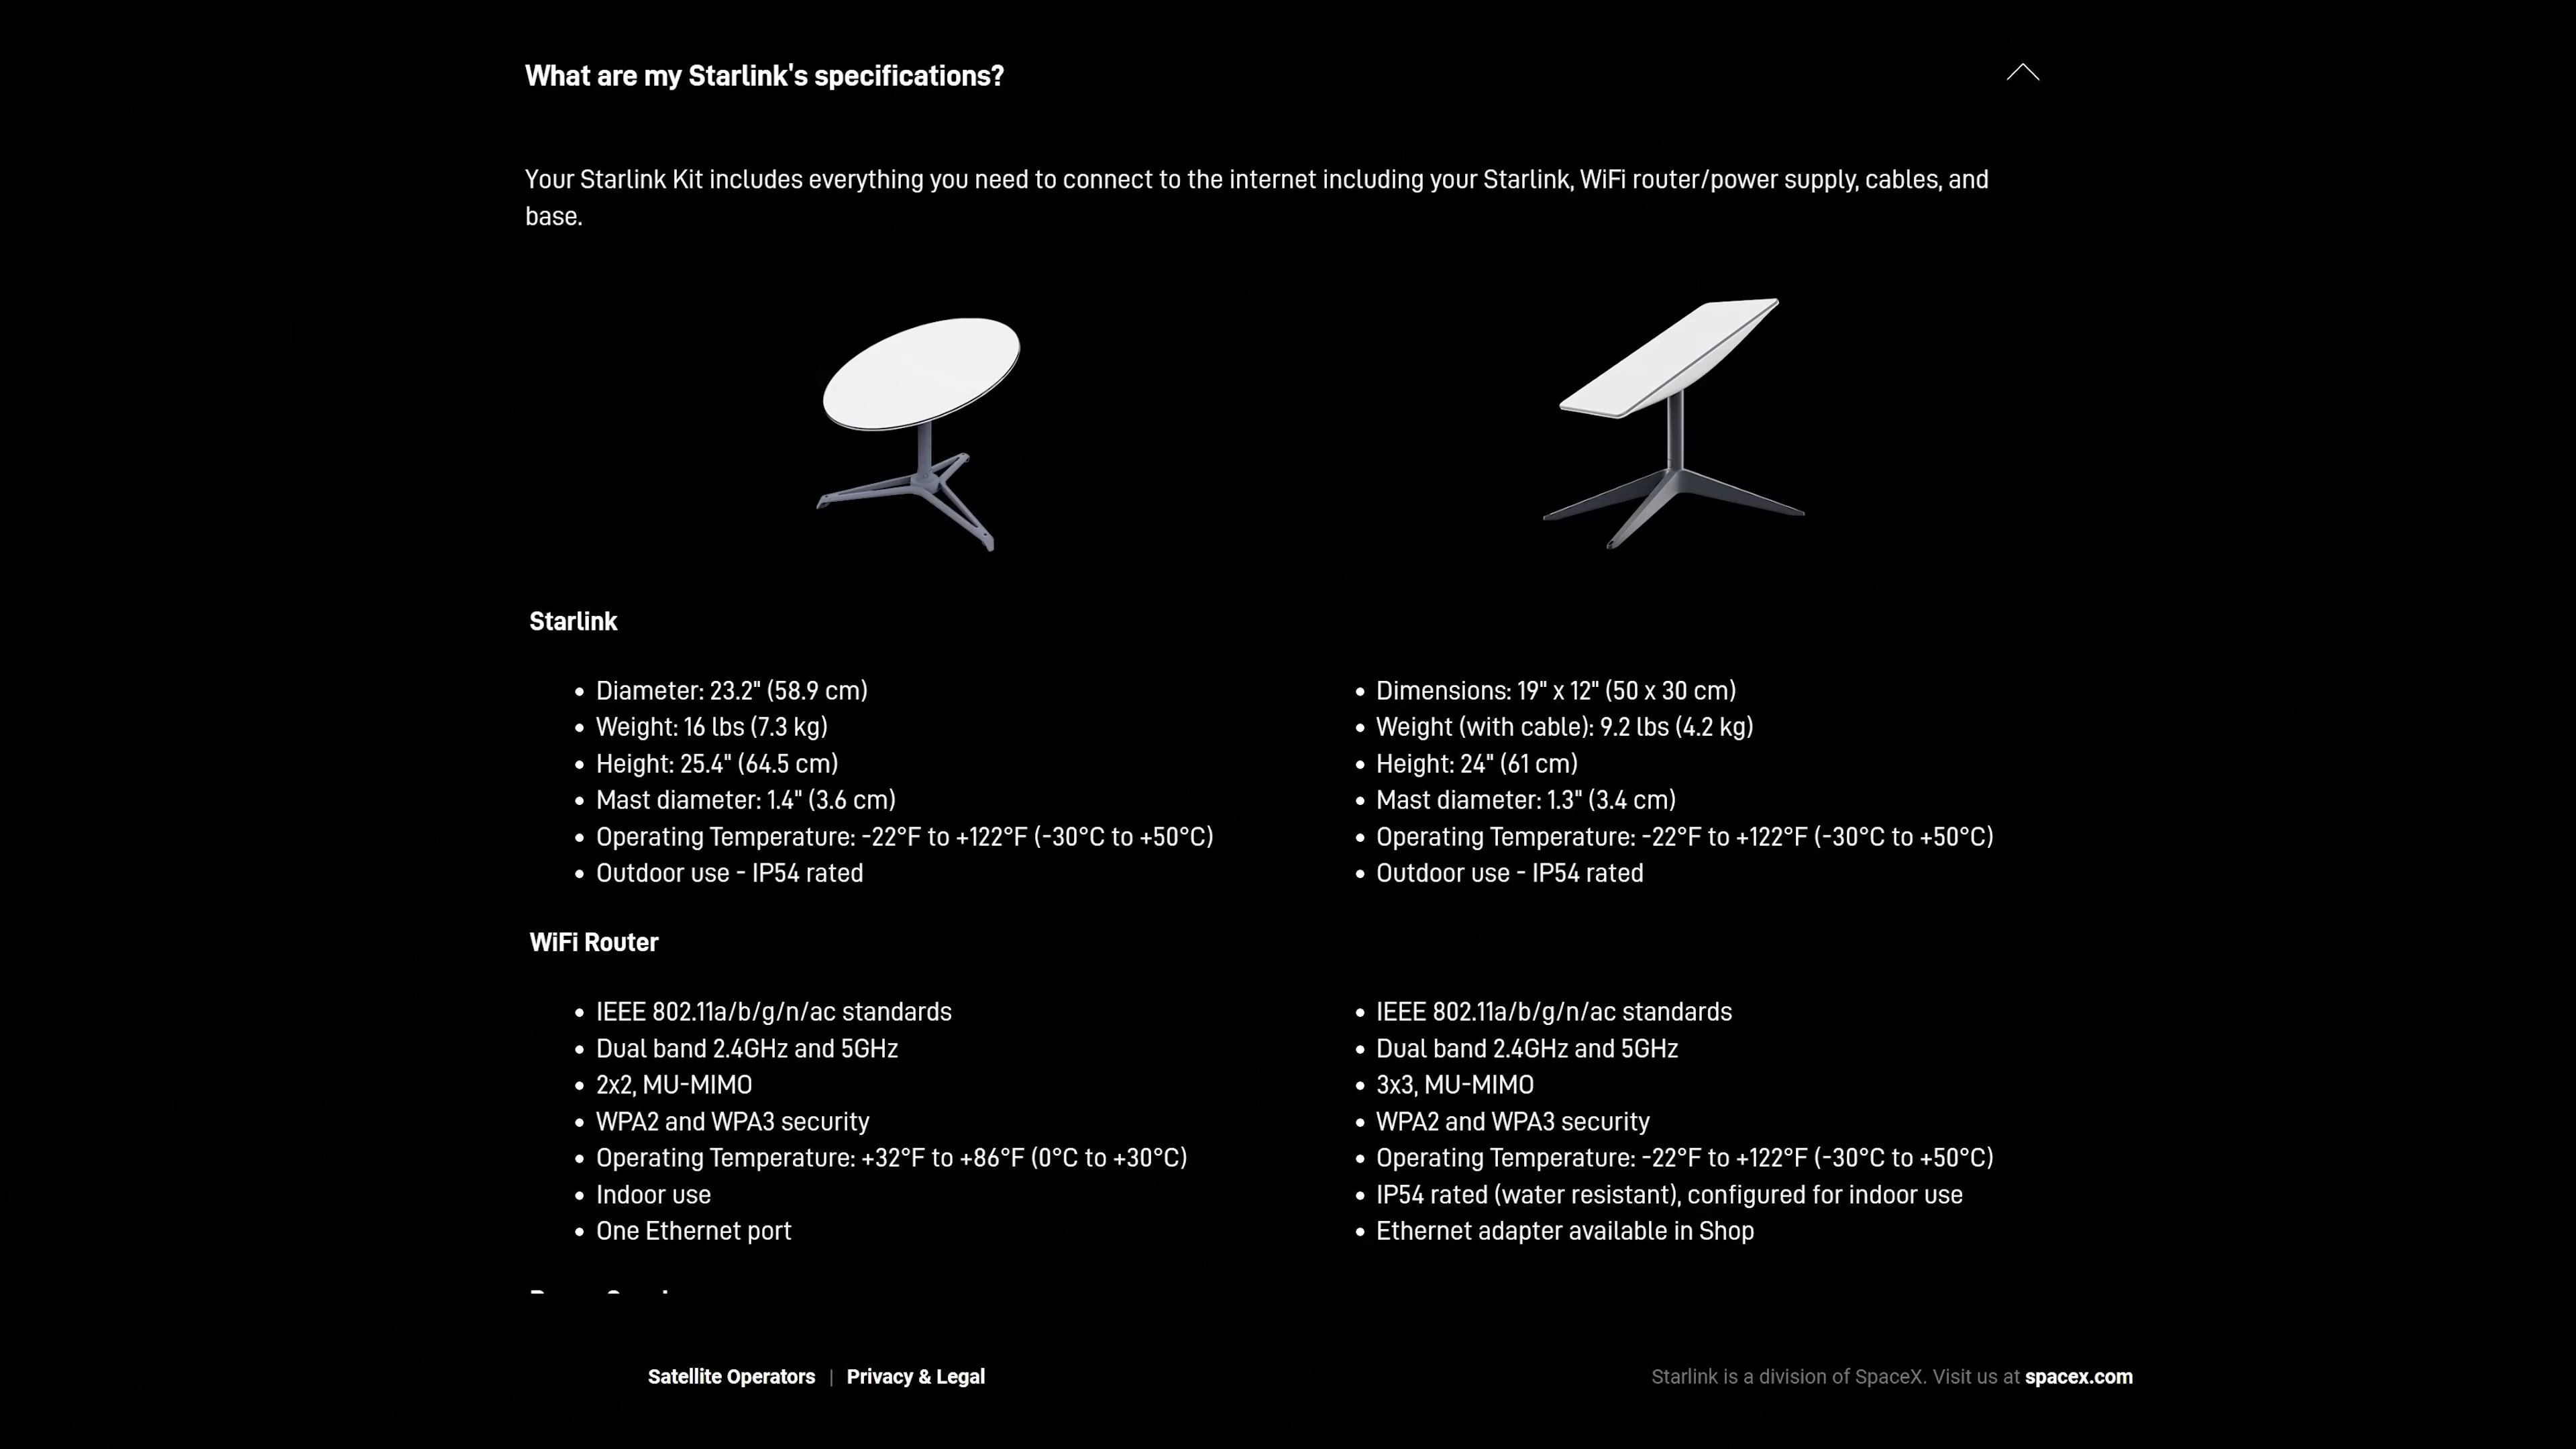 What are my Starlink's specifications?
Your Starlink Kit includes everything you need to connect to the internet including your Starlink, WiFi router/power supply, cables, and
base.
Starlink
• Diameter: 23.2" (58.9 cm)
• Weight: 16 lbs (7.3 kg)
• Height: 25.4" (64.5 cm)
• Mast diameter: 1.4" (3.6 cm)
• Operating Temperature: -22°F to +122°F (-30°C to +50°C)
• Outdoor use - IP54 rated
• Dimensions: 19" x 12" (50 x 30 cm)
• Weight (with cable): 9.2 lbs (4.2 kg)
• Height: 24" (61 cm)
• Mast diameter: 1.3" (3.4 cm)
• Operating Temperature: -22°F to +122°F (-30°C to +50°C)
• Outdoor use - IP54 rated
WiFi Router
• IEEE 802.11a/b/g/n/ac standards
• Dual band 2.4GHz and 5GHz
• 2x2, MU-MIMO
• WPA2 and WPA3 security
• Operating Temperature: +32°F to +86°F (0°C to +30°C)
• Indoor use
• One Ethernet port
• IEEE 802.11a/b/g/n/ac standards
• Dual band 2.4GHz and 5GHz
• 3x3, MU-MIMO
• WPA2 and WPA3 security
• Operating Temperature: -22°F to +122°F (-30°C to +50°C)
• IP54 rated (water resistant), configured for indoor use
• Ethernet adapter available in Shop
Satellite Operators | Privacy & Legal
Starlink is a division of SpaceX. Visit us at spacex.com